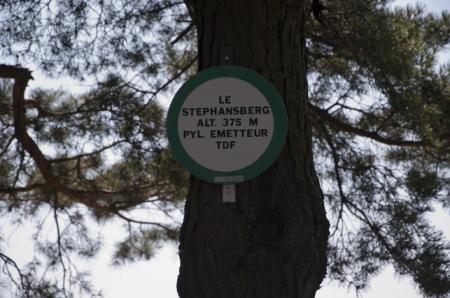 LE
STEPHANSBERG
ALT. 375 M
PYL. EMETTEUR
TDF